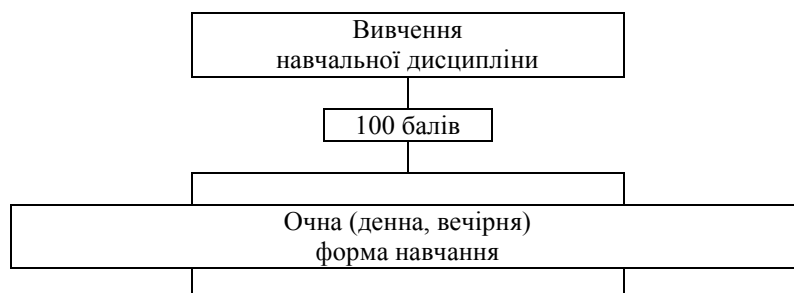 Вивчення
навчальної дисципліни
100 балів
Очна (денна, вечірня)
форма навчання